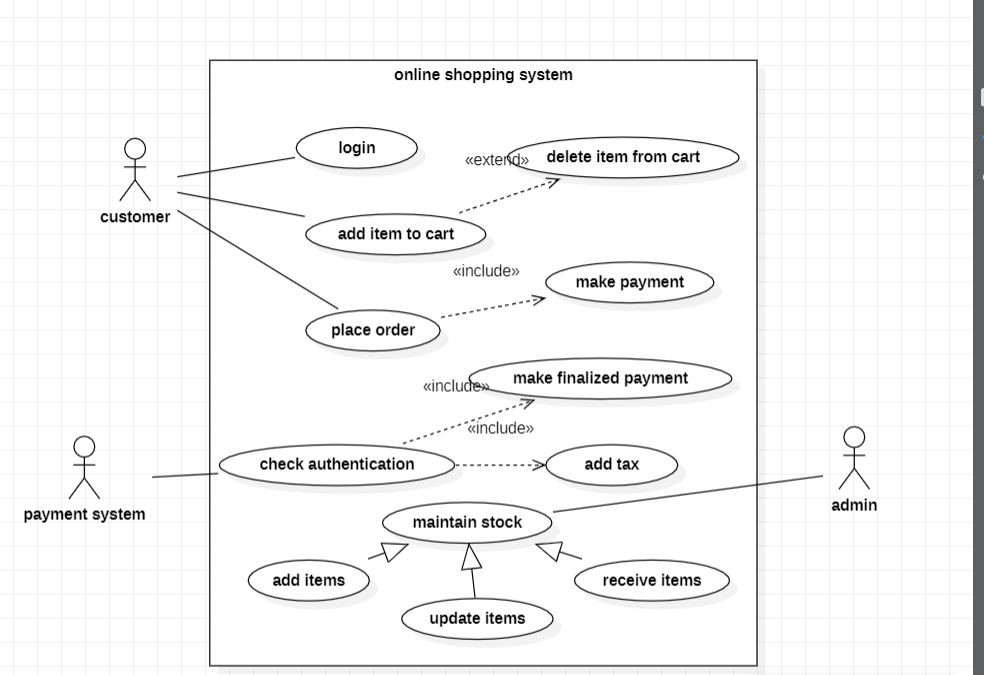 online shopping system
login
«extend»
delete item from cart
customer
add item to cart
«include»
make payment
place order
make finalized payment
«include»
«include»
check authentication
add tax
payment system
admin
maintain stock
add items
receive items
update items